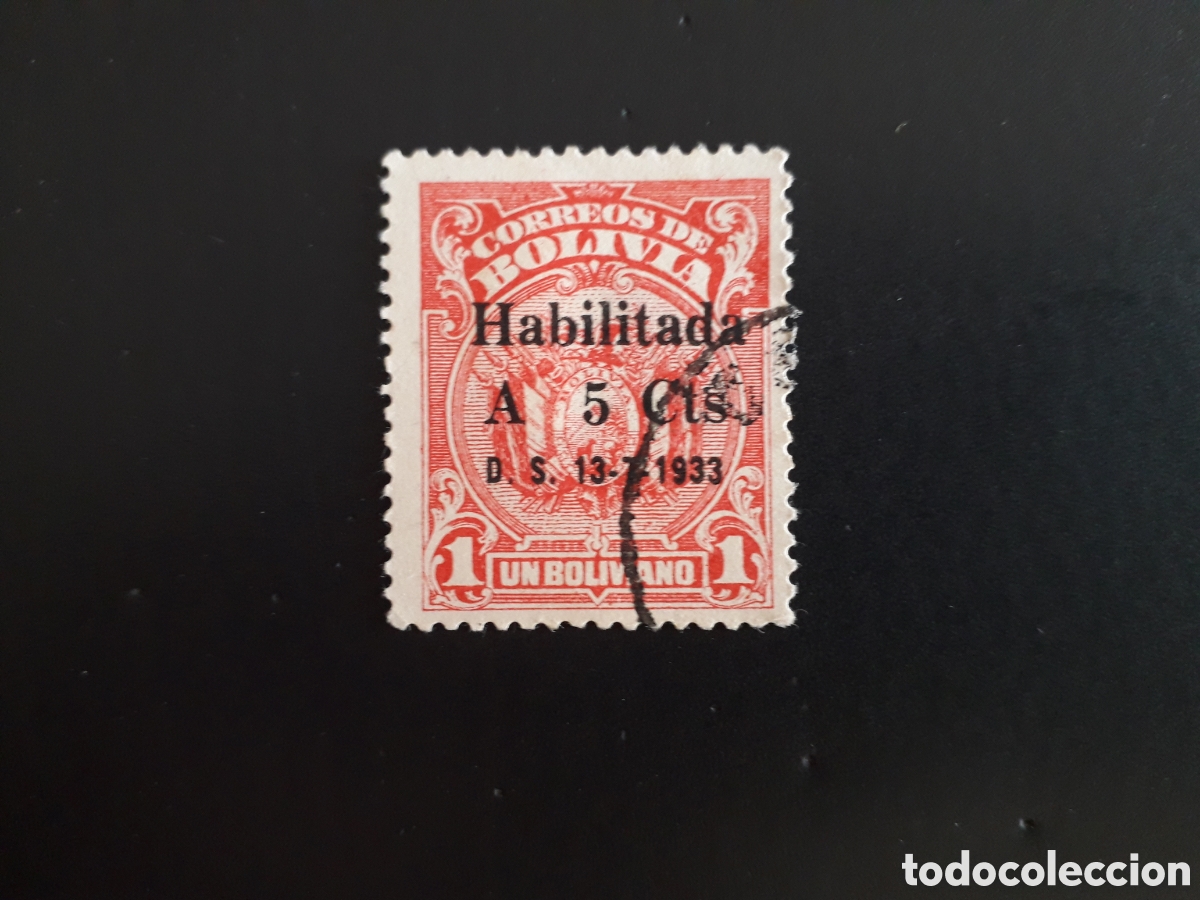 CORREOS DE
BOLIVIA
Habilitada
A 5 Cts.
D. S. 13-7-1933
1 UN BOLIVIANO 1
todocoleccion